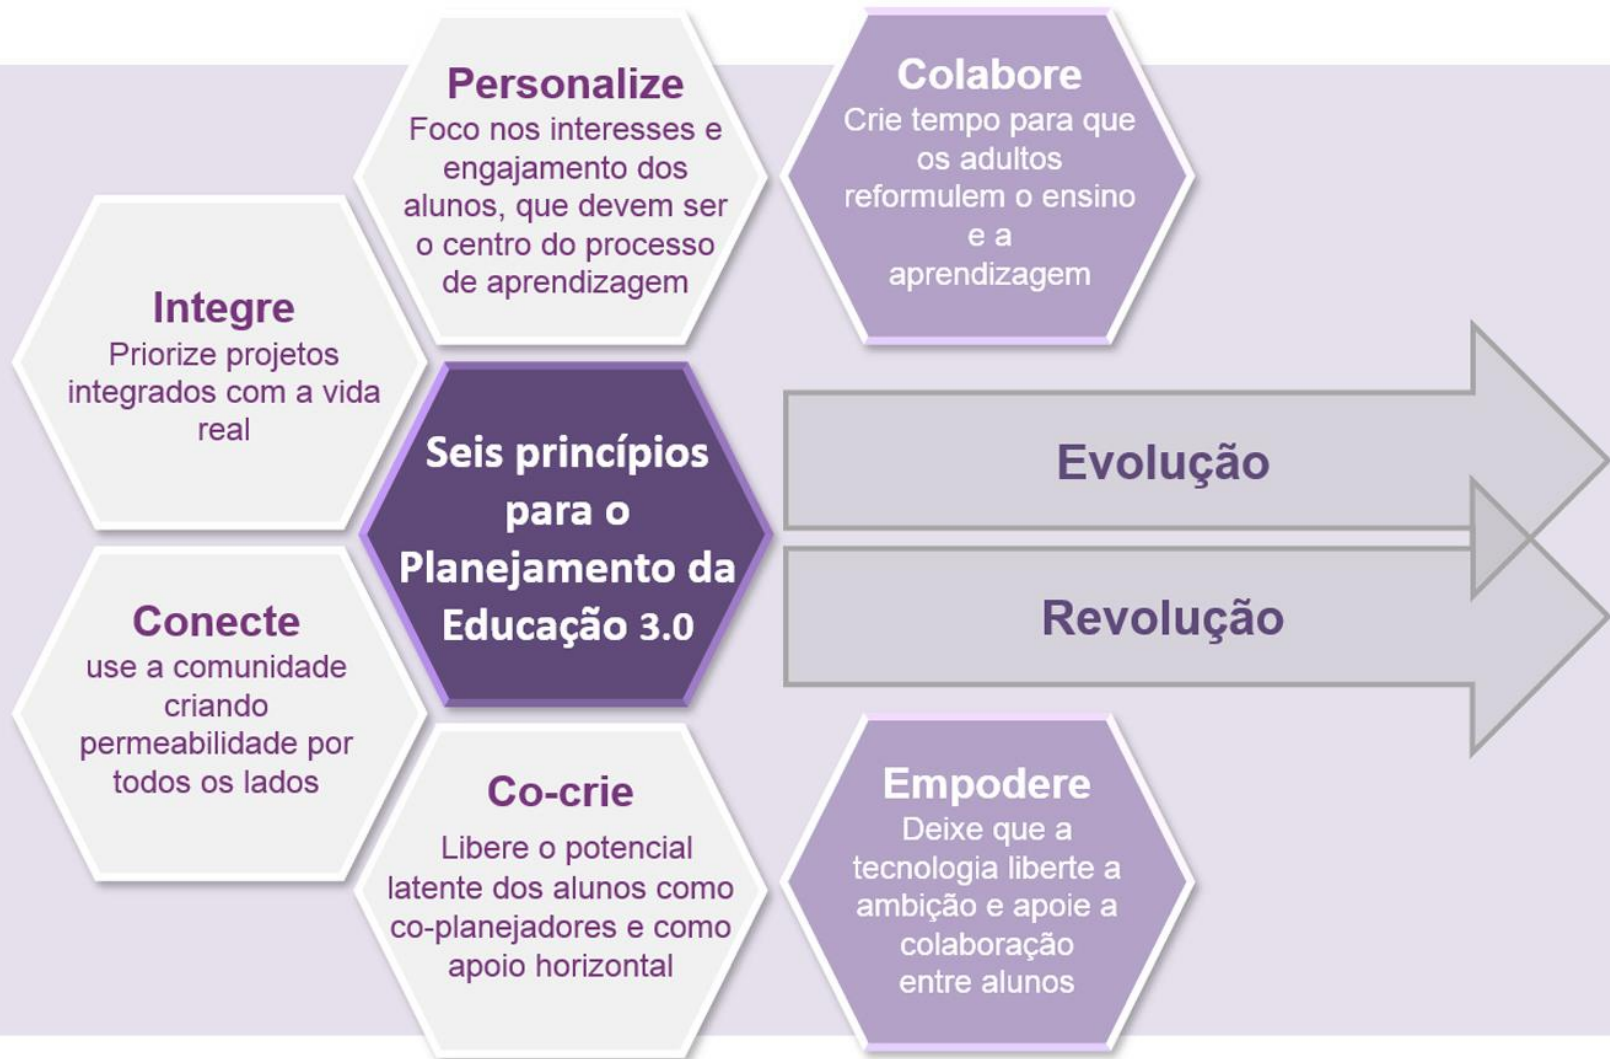 Personalize
Foco nos interesses e
engajamento dos
alunos, que devem ser
o centro do processo
de aprendizagem
Colabore
Crie tempo para que
os adultos
reformulem o ensino
e a
aprendizagem
Integre
Priorize projetos
integrados com a vida
real
Seis princípios
para o
Planejamento da
Educação 3.0
Evolução
Revolução
Conecte
use a comunidade
criando
permeabilidade por
todos os lados
Co-crie
Libere o potencial
latente dos alunos como
co-planejadores e como
apoio horizontal
Empodere
Deixe que a
tecnologia liberte a
ambição e apoie a
colaboração
entre alunos